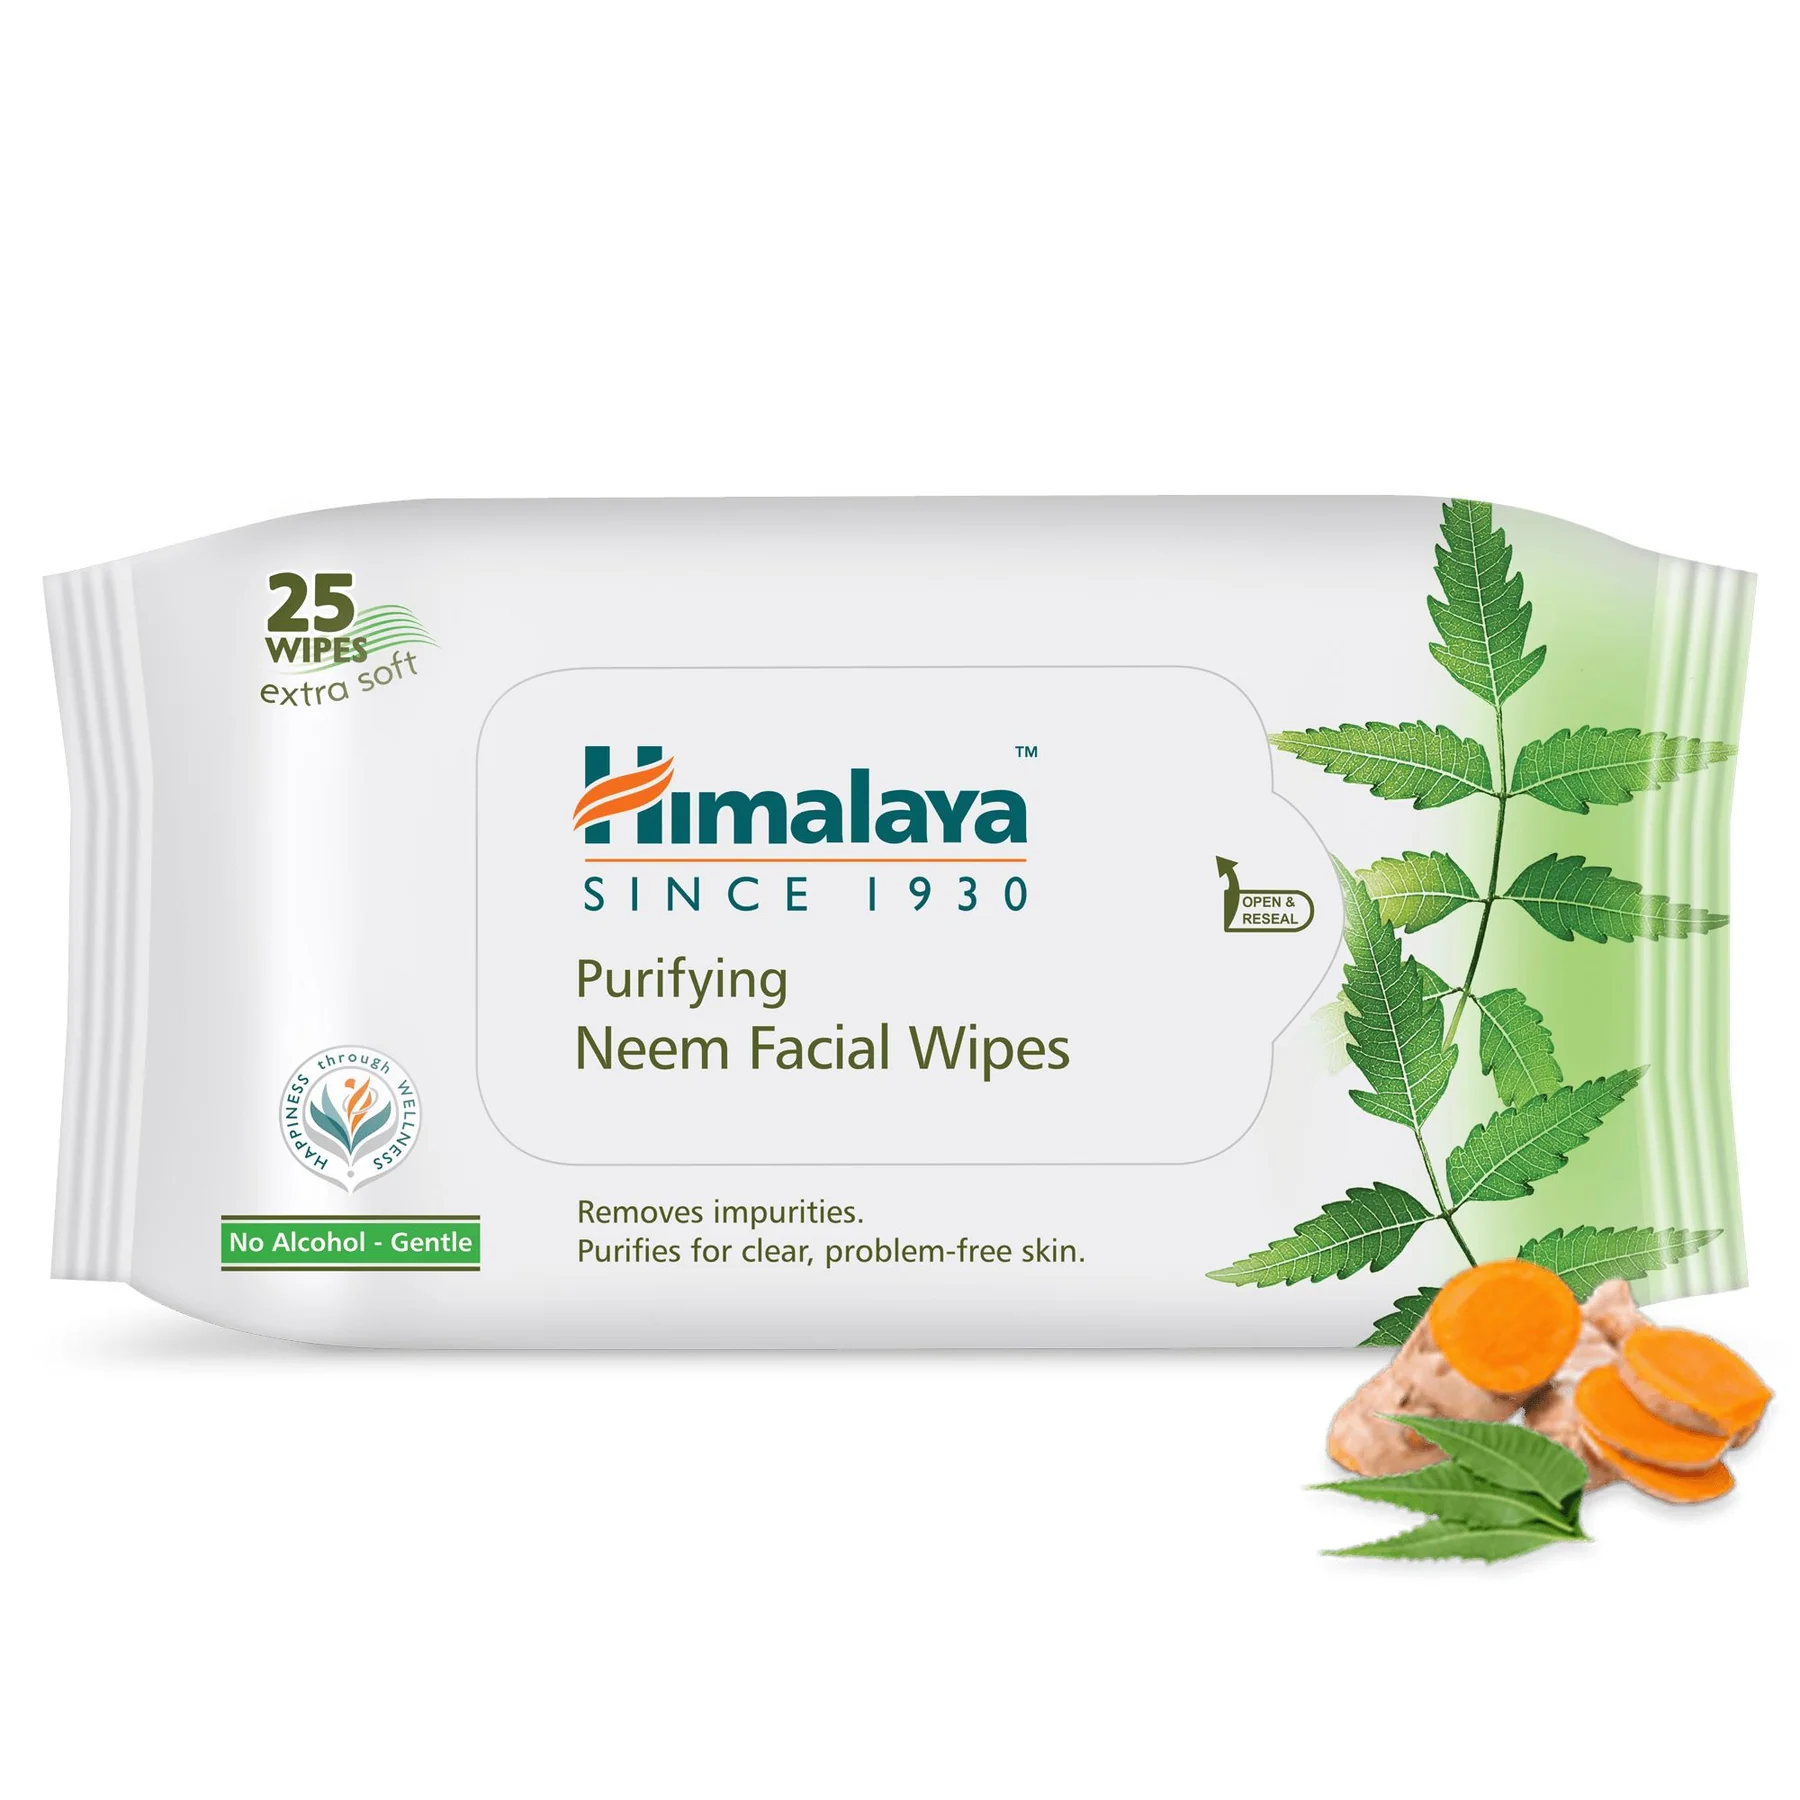 25
WIPES
extra soft
Himalaya™
SINCE 1930
OPEN &
RESEAL
Purifying
Neem Facial Wipes
HAPPINESS through WELLNESS
No Alcohol - Gentle
Removes impurities.
Purifies for clear, problem-free skin.